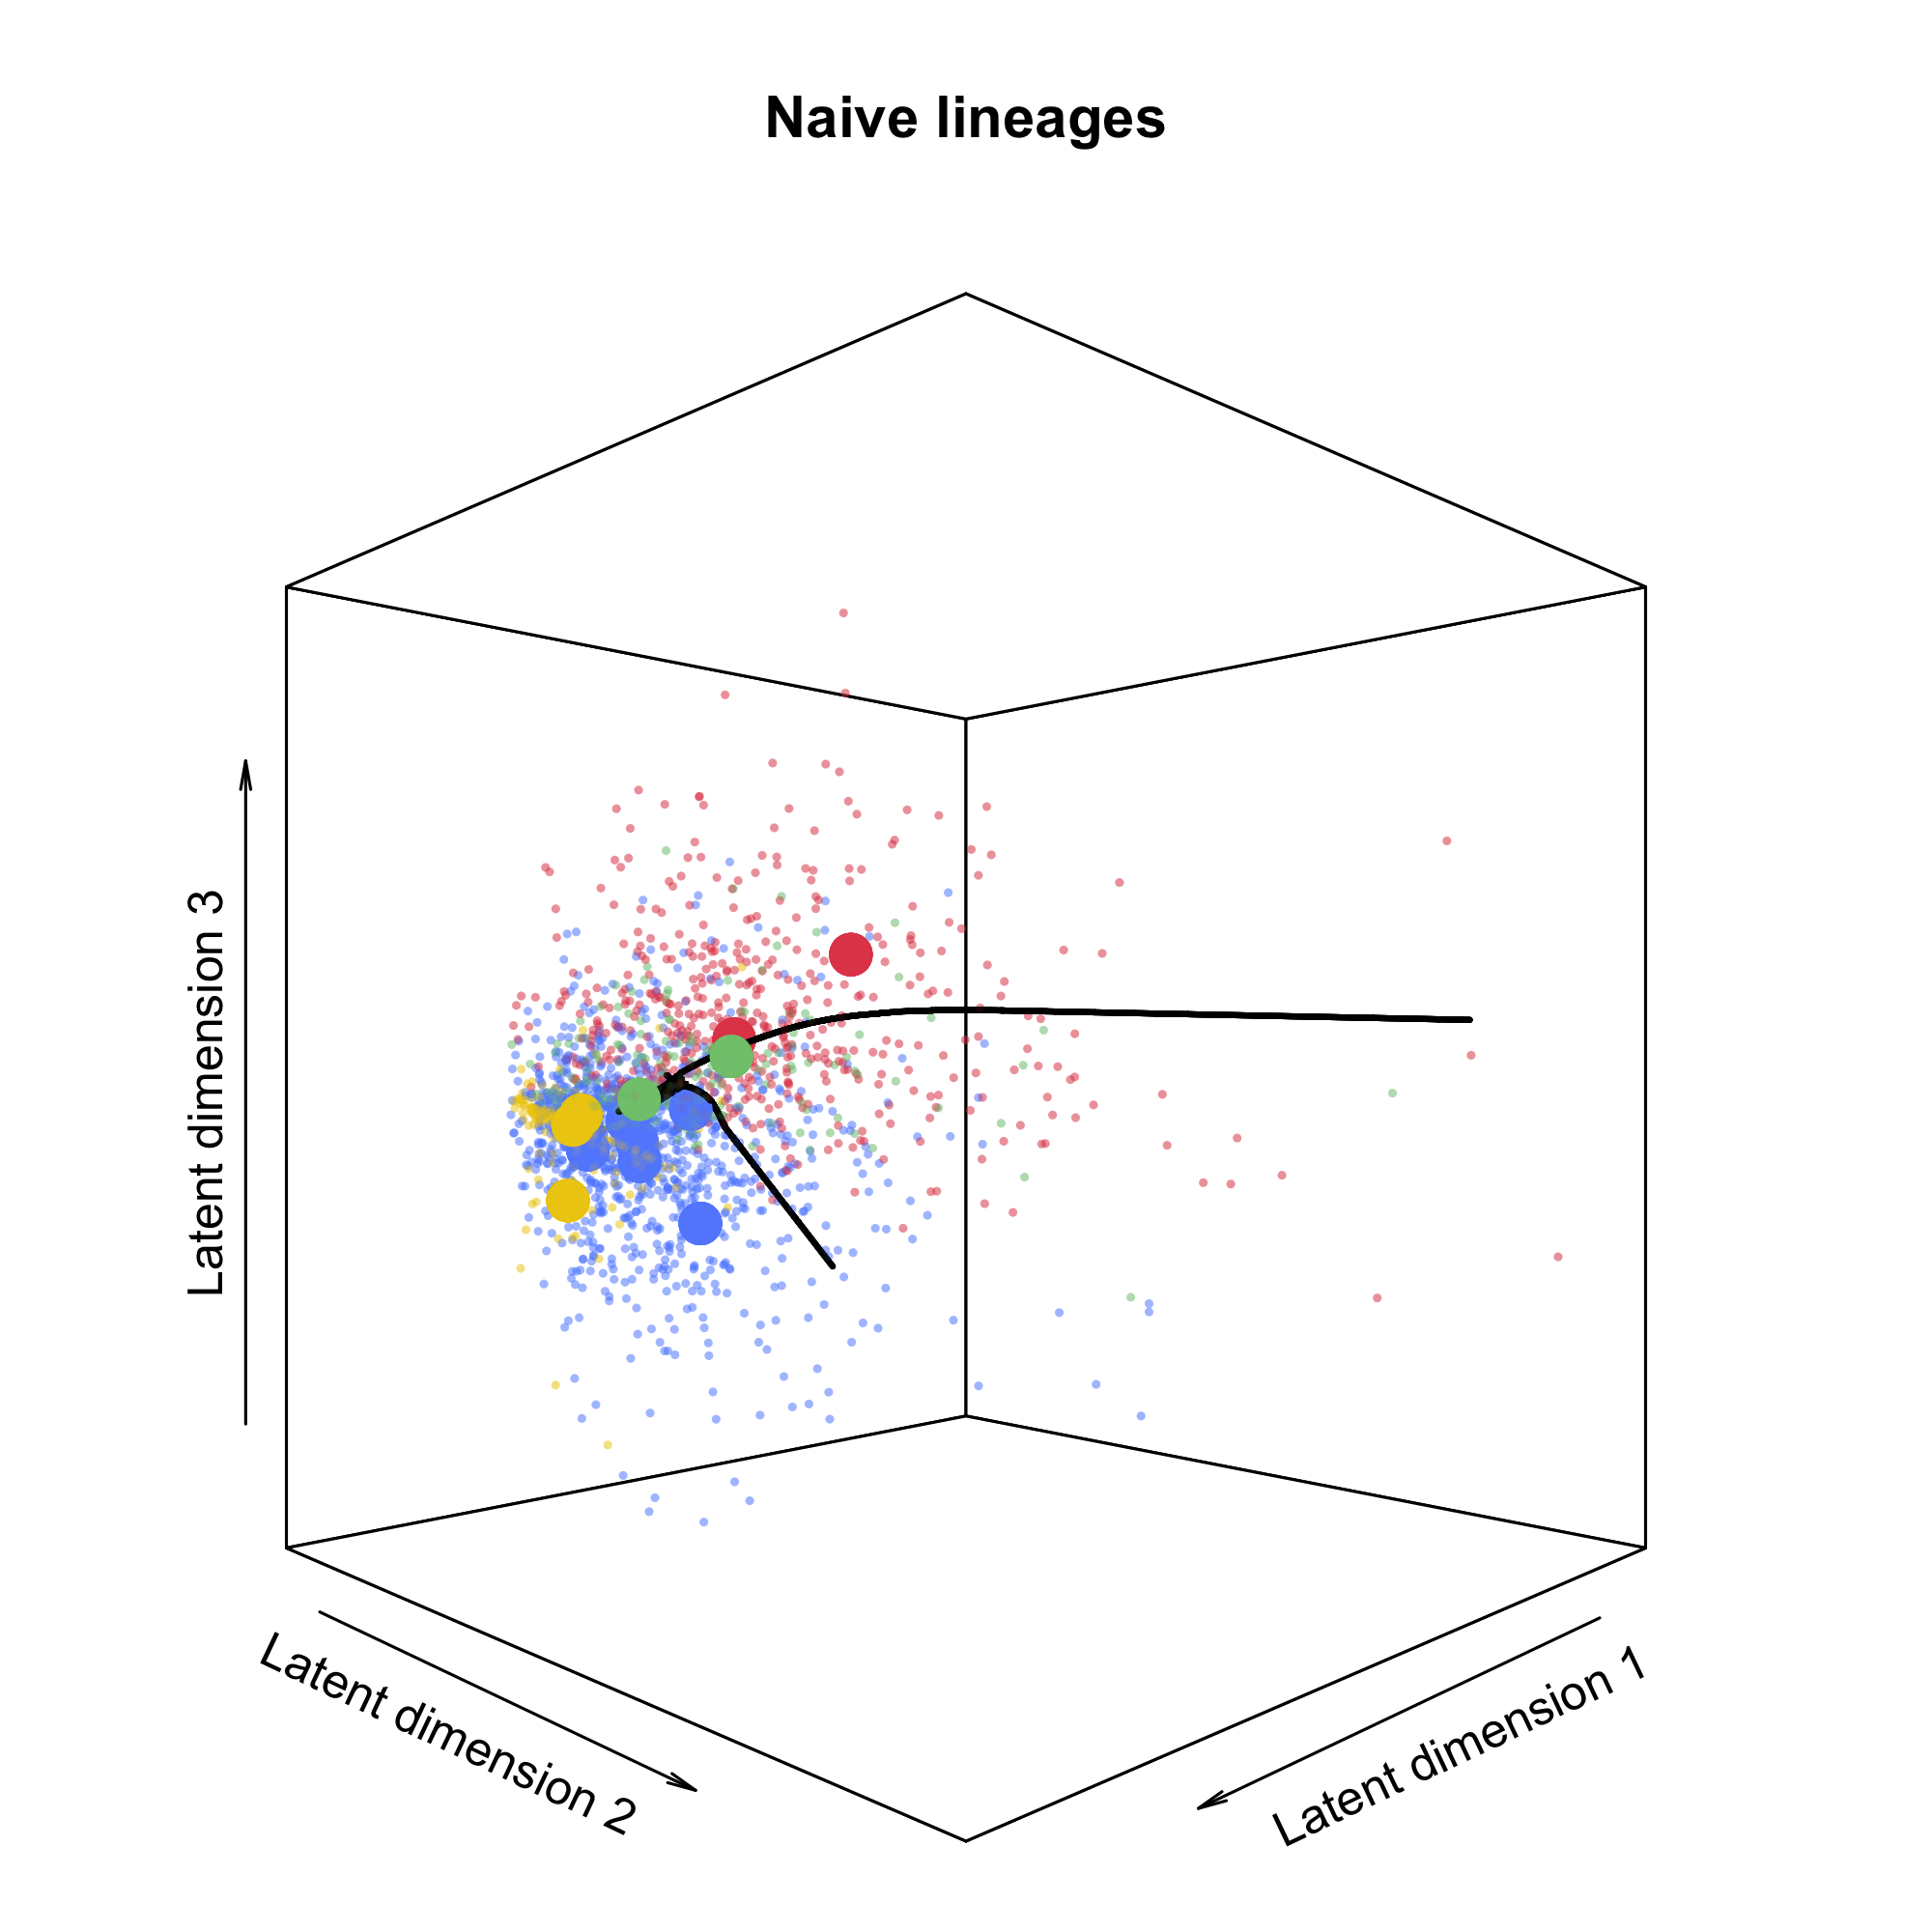 Naive lineages
Latent dimension 3
Latent dimension 2
Latent dimension 1